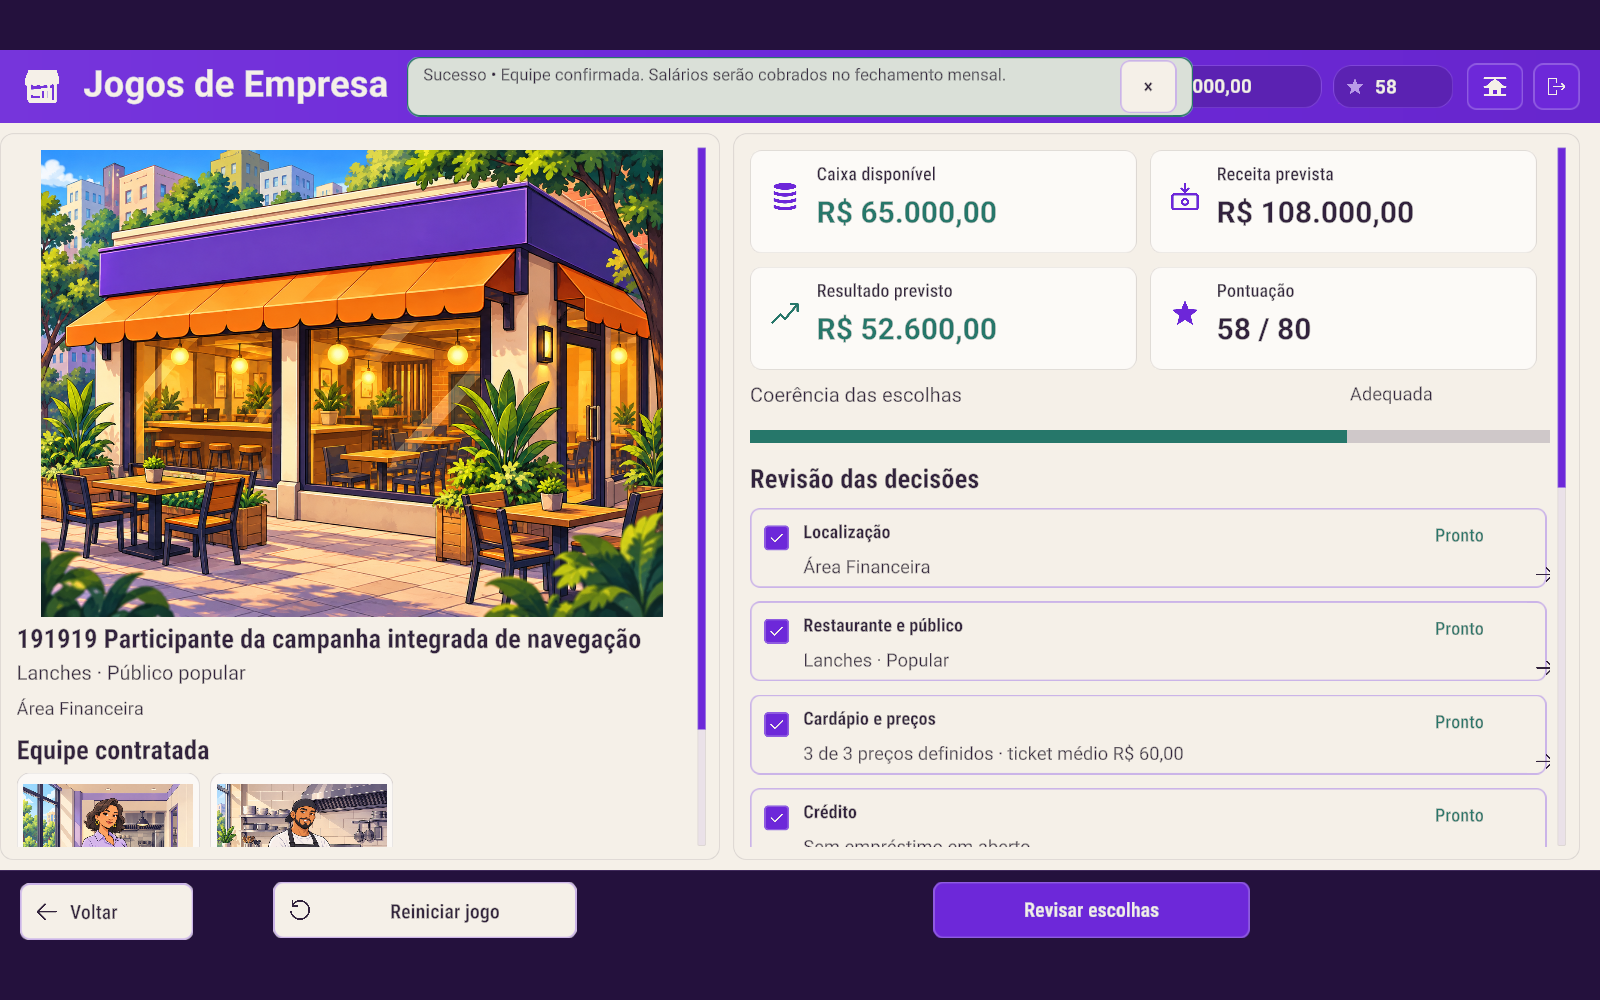 Jogos de Empresa
Sucesso • Equipe confirmada. Salários serão cobrados no fechamento mensal.
×
000,00
58
Caixa disponível
R$ 65.000,00
Receita prevista
R$ 108.000,00
Resultado previsto
R$ 52.600,00
Pontuação
58 / 80
Coerência das escolhas
Adequada
Revisão das decisões
Localização
Pronto
Área Financeira
Restaurante e público
Pronto
Lanches · Popular
Cardápio e preços
Pronto
3 de 3 preços definidos · ticket médio R$ 60,00
Crédito
Pronto
Sem empréstimo em aberto
191919 Participante da campanha integrada de navegação
Lanches · Público popular
Área Financeira
Equipe contratada
Voltar
Reiniciar jogo
Revisar escolhas